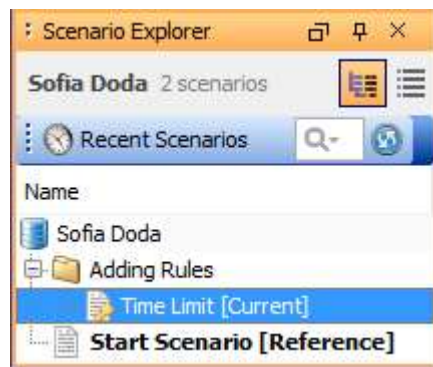 Scenario Explorer
Sofia Doda 2 scenarios
Recent Scenarios
Name
Sofia Doda
Adding Rules
Time Limit [Current]
Start Scenario [Reference]